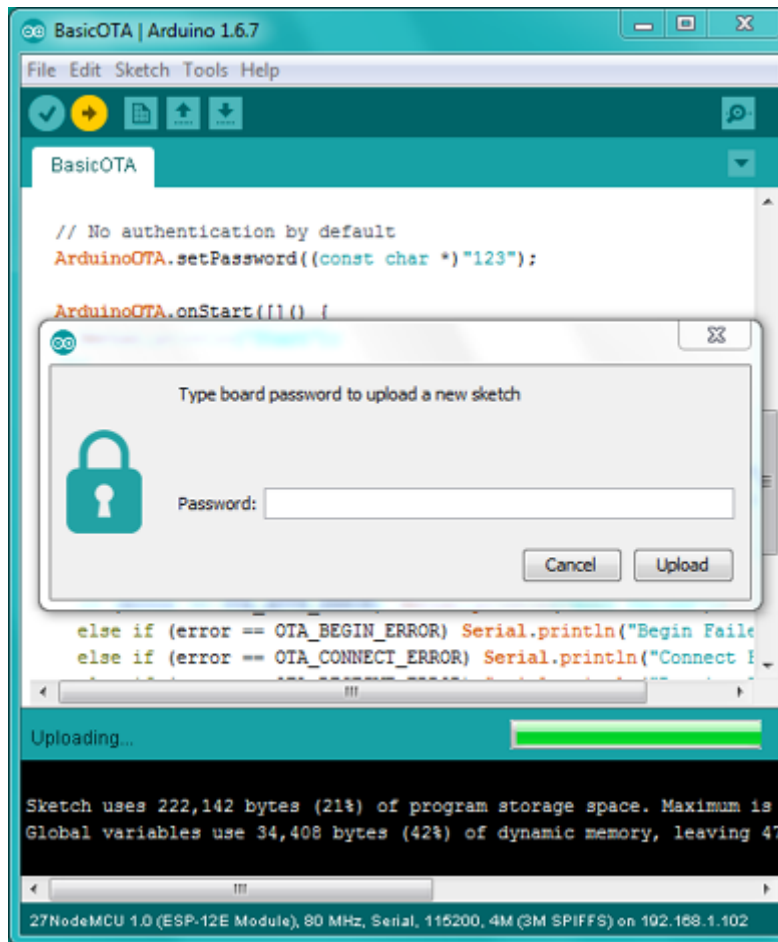 BasicOTA | Arduino 1.6.7
File Edit Sketch Tools Help
BasicOTA
// No authentication by default
ArduinoOTA.setPassword((const char *)"123");
ArduinoOTA.onStart([]() {
Type board password to upload a new sketch
Password:
Cancel Upload
else if (error == OTA_BEGIN_ERROR) Serial.println("Begin Faile
else if (error == OTA_CONNECT_ERROR) Serial.println("Connect
Uploading...
Sketch uses 222,142 bytes (21%) of program storage space. Maximum is
Global variables use 34,408 bytes (42%) of dynamic memory, leaving 47
27NodeMCU 1.0 (ESP-12E Module), 80 MHz, Serial, 115200, 4M (3M SPIFFS) on 192.168.1.102